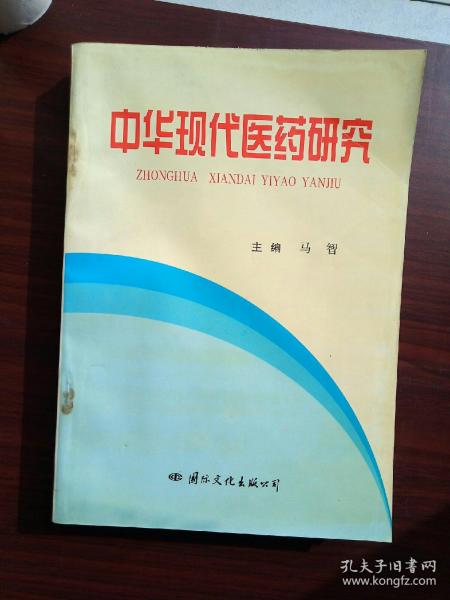 中华现代医药研究
ZHONGHUA XIANDAI YIYAO YANJIU
主编 马智
国际文化出版公司
孔夫子旧书网
www.kongfz.com